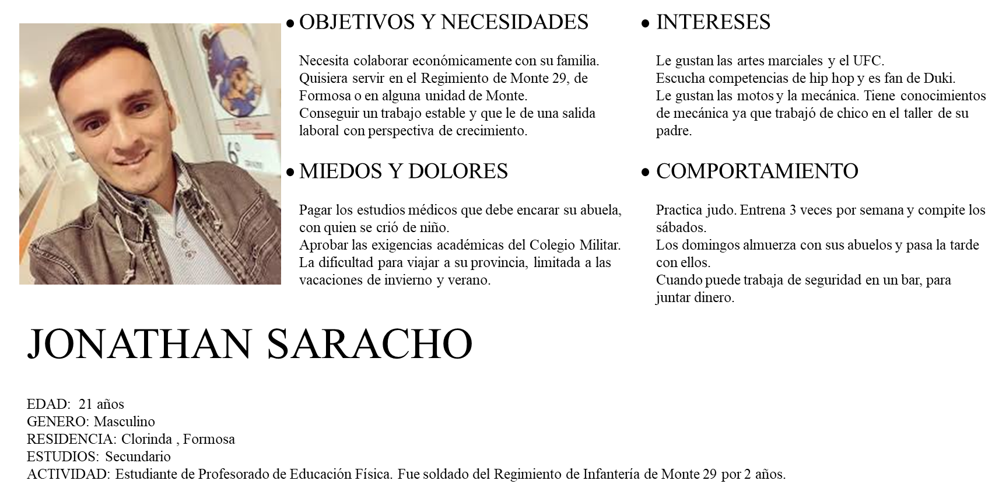 OBJETIVOS Y NECESIDADES
Necesita colaborar económicamente con su familia.
Quisiera servir en el Regimiento de Monte 29, de
Formosa o en alguna unidad de Monte.
Conseguir un trabajo estable y que le de una salida
laboral con perspectiva de crecimiento.
INTERESES
Le gustan las artes marciales y el UFC.
Escucha competencias de hip hop y es fan de Duki.
Le gustan las motos y la mecánica. Tiene conocimientos
de mecánica ya que trabajó de chico en el taller de su
padre.
MIEDOS Y DOLORES
Pagar los estudios médicos que debe encarar su abuela,
con quien se crió de niño.
Aprobar las exigencias académicas del Colegio Militar.
La dificultad para viajar a su provincia, limitada a las
vacaciones de invierno y verano.
COMPORTAMIENTO
Practica judo. Entrena 3 veces por semana y compite los
sábados.
Los domingos almuerza con sus abuelos y pasa la tarde
con ellos.
Cuando puede trabaja de seguridad en un bar, para
juntar dinero.
6°
JONATHAN SARACHO
EDAD: 21 años
GENERO: Masculino
RESIDENCIA: Clorinda , Formosa
ESTUDIOS: Secundario
ACTIVIDAD: Estudiante de Profesorado de Educación Física. Fue soldado del Regimiento de Infantería de Monte 29 por 2 años.